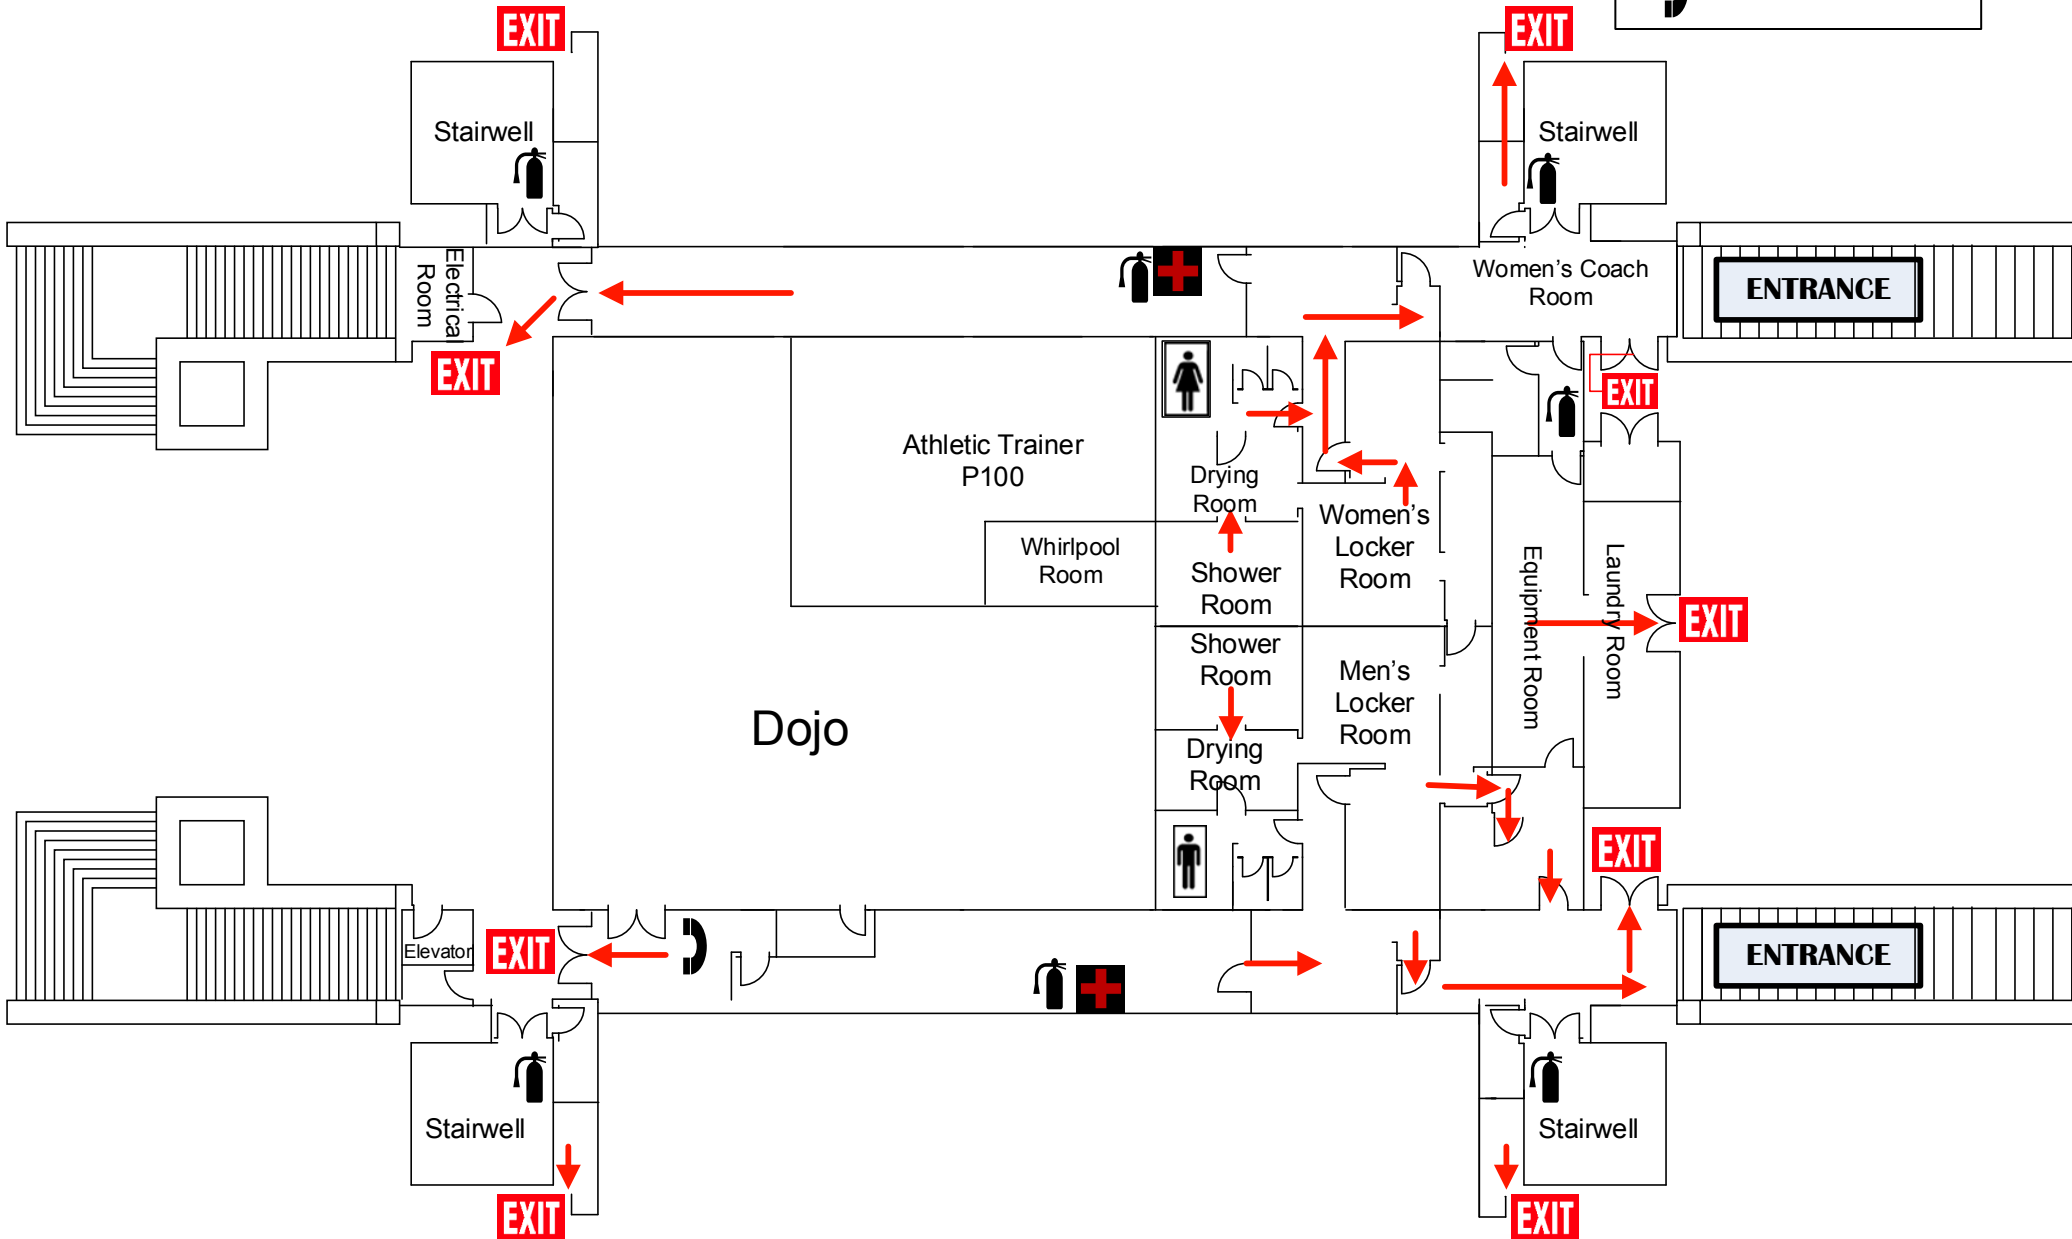 EXIT
EXIT
Stairwell
Stairwell
Electrical
Room
Women's Coach
Room
ENTRANCE
EXIT
EXIT
Athletic Trainer
P100
Drying
Room
Women's
Locker
Room
Whirlpool
Room
Shower
Room
Equipment Room
Laundry Room
EXIT
Shower
Room
Men's
Locker
Room
Dojo
Drying
Room
EXIT
Elevator
EXIT
ENTRANCE
Stairwell
Stairwell
EXIT
EXIT